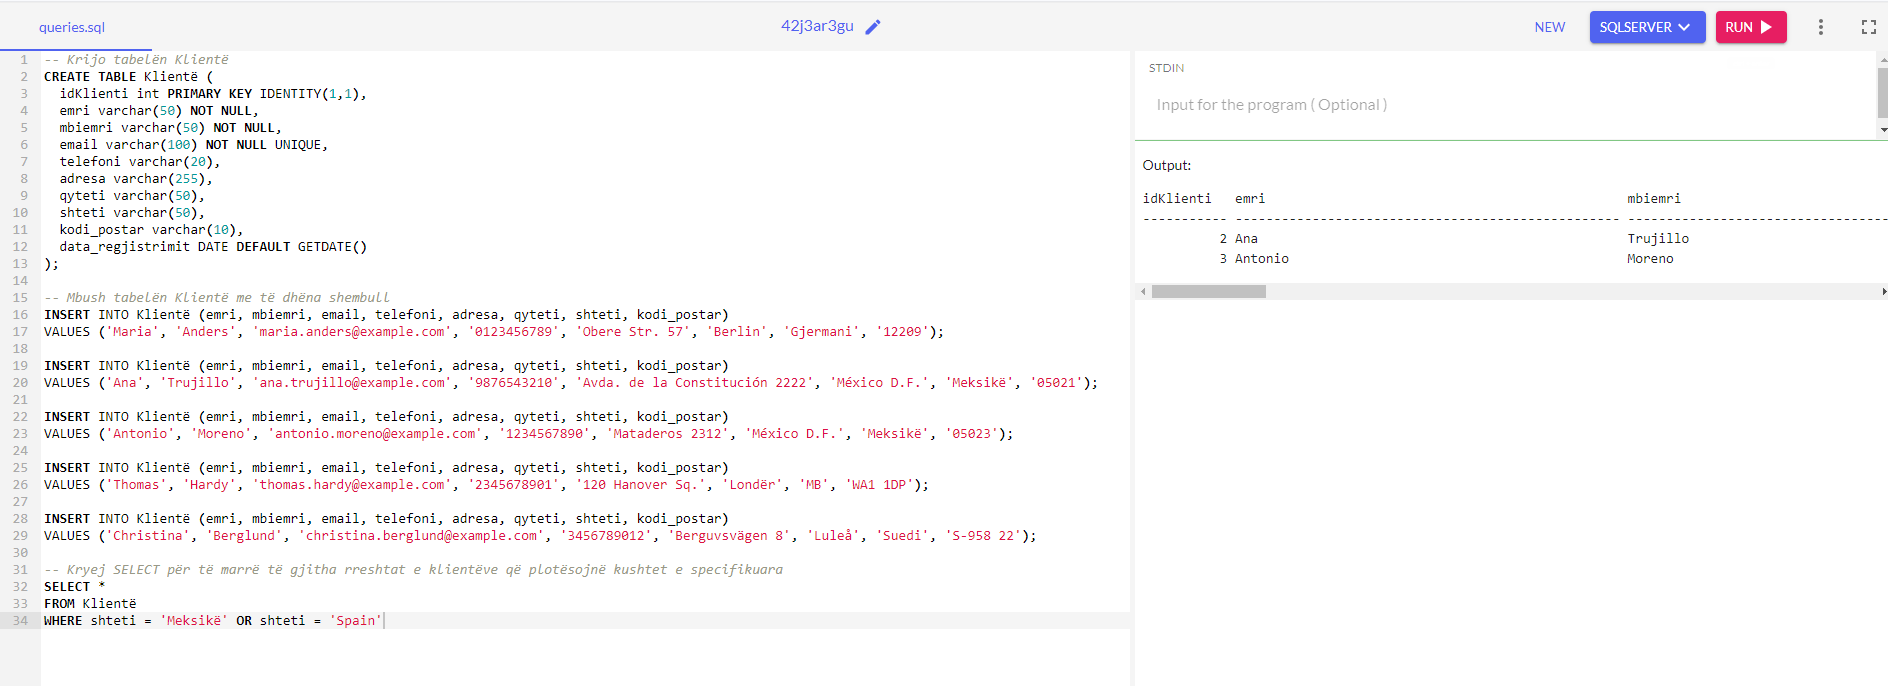 queries.sql
42j3ar3gu
NEW
SQLSERVER
RUN
1 -- Krijo tabelën Klientë
2 CREATE TABLE Klientë (
3 idKlienti int PRIMARY KEY IDENTITY(1,1),
4 emri varchar(50) NOT NULL,
5 mbiemri varchar(50) NOT NULL,
6 email varchar(100) NOT NULL UNIQUE,
7 telefoni varchar(20),
8 adresa varchar(255),
9 qyteti varchar(50),
10 shteti varchar(50),
11 kodi_postar varchar(10),
12 data_regjistrimit DATE DEFAULT GETDATE()
13 );
14
15 -- Mbush tabelën Klientë me të dhëna shembull
16 INSERT INTO Klientë (emri, mbiemri, email, telefoni, adresa, qyteti, shteti, kodi_postar)
17 VALUES ('Maria', 'Anders', 'maria.anders@example.com', '0123456789', 'Obere Str. 57', 'Berlin', 'Gjermani', '12209');
18
19 INSERT INTO Klientë (emri, mbiemri, email, telefoni, adresa, qyteti, shteti, kodi_postar)
20 VALUES ('Ana', 'Trujillo', 'ana.trujillo@example.com', '9876543210', 'Avda. de la Constitución 2222', 'México D.F.', 'Meksikë', '05021');
21
22 INSERT INTO Klientë (emri, mbiemri, email, telefoni, adresa, qyteti, shteti, kodi_postar)
23 VALUES ('Antonio', 'Moreno', 'antonio.moreno@example.com', '1234567890', 'Mataderos 2312', 'México D.F.', 'Meksikë', '05023');
24
25 INSERT INTO Klientë (emri, mbiemri, email, telefoni, adresa, qyteti, shteti, kodi_postar)
26 VALUES ('Thomas', 'Hardy', 'thomas.hardy@example.com', '2345678901', '120 Hanover Sq.', 'Londër', 'MB', 'WA1 1DP');
27
28 INSERT INTO Klientë (emri, mbiemri, email, telefoni, adresa, qyteti, shteti, kodi_postar)
29 VALUES ('Christina', 'Berglund', 'christina.berglund@example.com', '3456789012', 'Berguvsvägen 8', 'Luleå', 'Suedi', 'S-958 22');
30
31 -- Kryej SELECT për të marrë të gjitha rreshtat e klientëve që plotësojnë kushtet e specifikuara
32 SELECT *
33 FROM Klientë
34 WHERE shteti = 'Meksikë' OR shteti = 'Spain'
STDIN
Input for the program ( Optional )
Output:
idKlienti emri mbiemri
----------- -------------------------------------------------- ----------------------------------
2 Ana Trujillo
3 Antonio Moreno